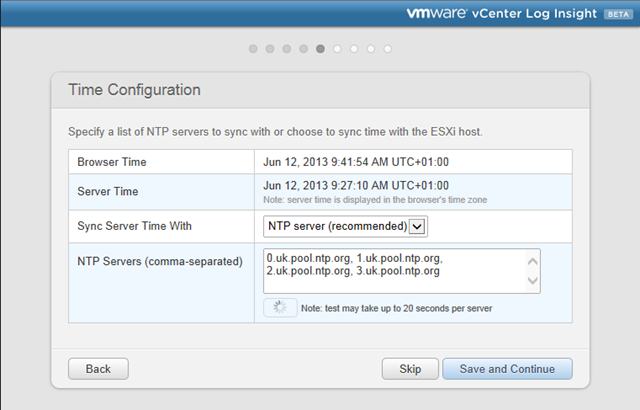 vmware vCenter Log Insight BETA
Time Configuration
Specify a list of NTP servers to sync with or choose to sync time with the ESXi host.
Browser Time
Jun 12, 2013 9:41:54 AM UTC+01:00
Server Time
Jun 12, 2013 9:27:10 AM UTC+01:00
Note: server time is displayed in the browser's time zone
Sync Server Time With
NTP server (recommended)
NTP Servers (comma-separated)
0.uk.pool.ntp.org, 1.uk.pool.ntp.org,
2.uk.pool.ntp.org, 3.uk.pool.ntp.org
Note: test may take up to 20 seconds per server
Back
Skip
Save and Continue